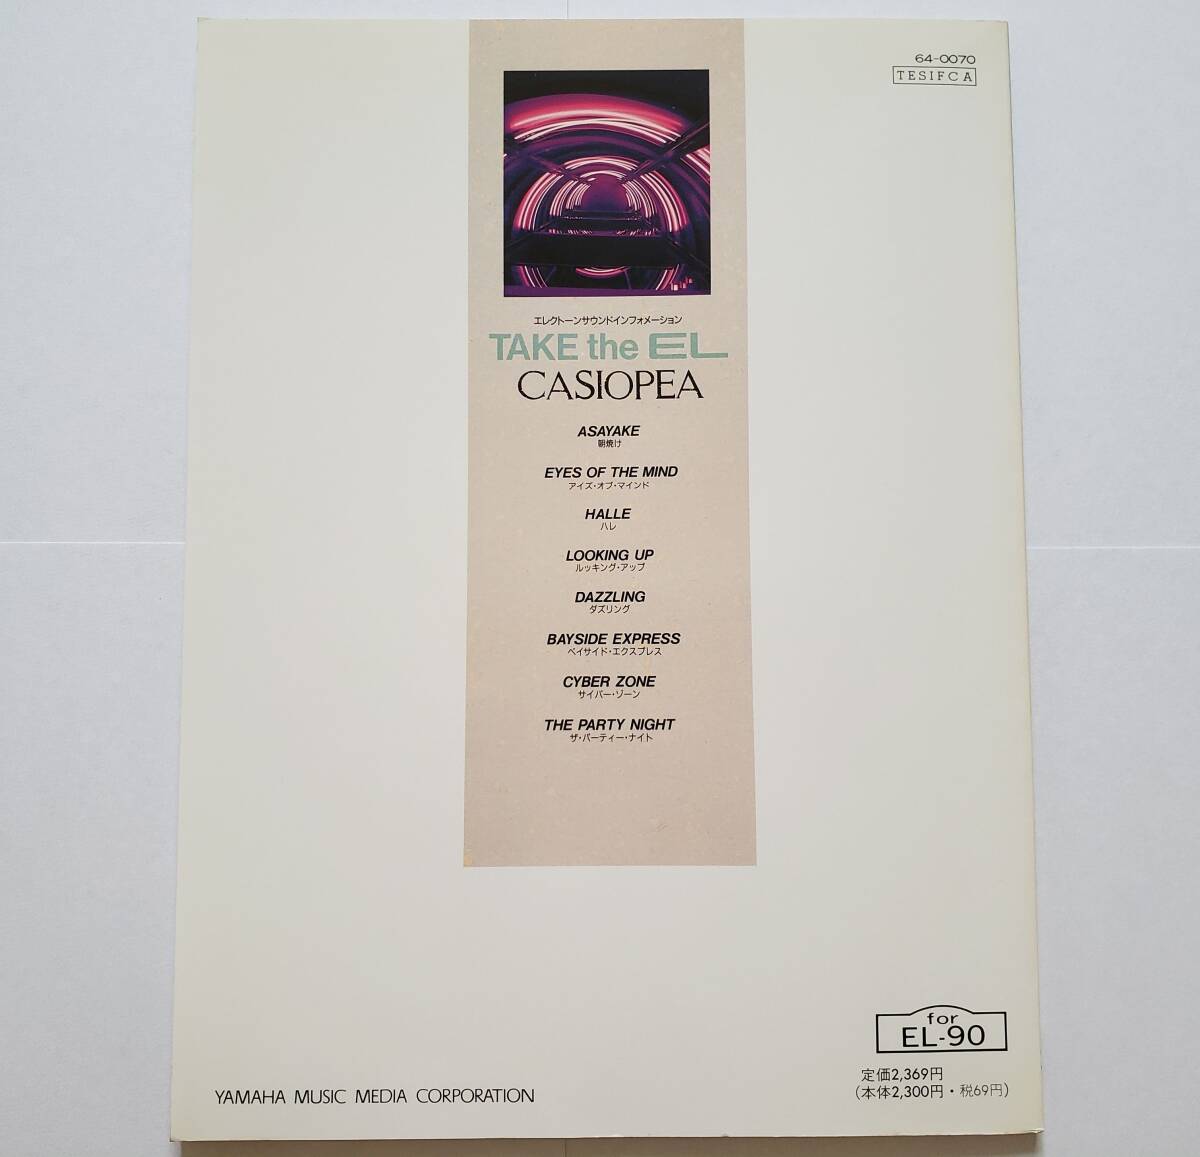 64-0070
TESIFCA
エレクトーンサウンドインフォメーション
TAKE the EL
CASIOPEA
ASAYAKE
朝焼け
EYES OF THE MIND
アイズ・オブ・マインド
HALLE
ハレ
LOOKING UP
ルッキング・アップ
DAZZLING
ダズリング
BAYSIDE EXPRESS
ベイサイド・エクスプレス
CYBER ZONE
サイバー・ゾーン
THE PARTY NIGHT
ザ・パーティー・ナイト
for
EL-90
定価2,369円
(本体2,300円・税69円)
YAMAHA MUSIC MEDIA CORPORATION